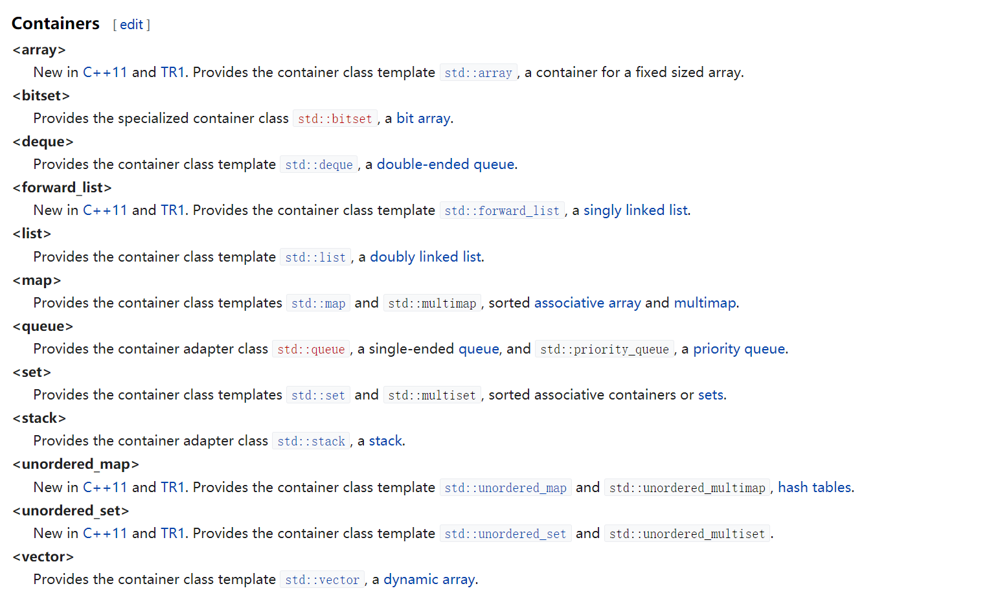 Containers [ edit ]
<array>
New in C++11 and TR1. Provides the container class template std::array, a container for a fixed sized array.
<bitset>
Provides the specialized container class std::bitset, a bit array.
<deque>
Provides the container class template std::deque, a double-ended queue.
<forward_list>
New in C++11 and TR1. Provides the container class template std::forward_list, a singly linked list.
<list>
Provides the container class template std::list, a doubly linked list.
<map>
Provides the container class templates std::map and std::multimap, sorted associative array and multimap.
<queue>
Provides the container adapter class std::queue, a single-ended queue, and std::priority_queue, a priority queue.
<set>
Provides the container class templates std::set and std::multiset, sorted associative containers or sets.
<stack>
Provides the container adapter class std::stack, a stack.
<unordered_map>
New in C++11 and TR1. Provides the container class template std::unordered_map and std::unordered_multimap, hash tables.
<unordered_set>
New in C++11 and TR1. Provides the container class template std::unordered_set and std::unordered_multiset.
<vector>
Provides the container class template std::vector, a dynamic array.